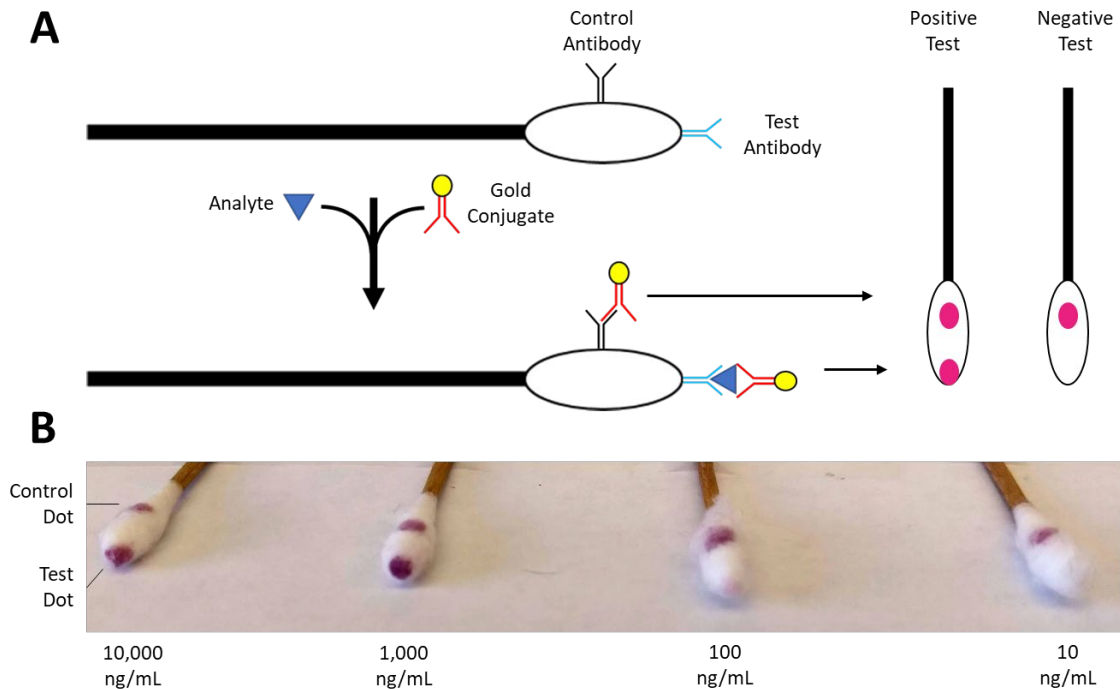 A
Control
Antibody
Positive
Test
Negative
Test
Test
Antibody
Analyte
Gold
Conjugate
B
Control
Dot
Test
Dot
10,000
ng/mL
1,000
ng/mL
100
ng/mL
10
ng/mL